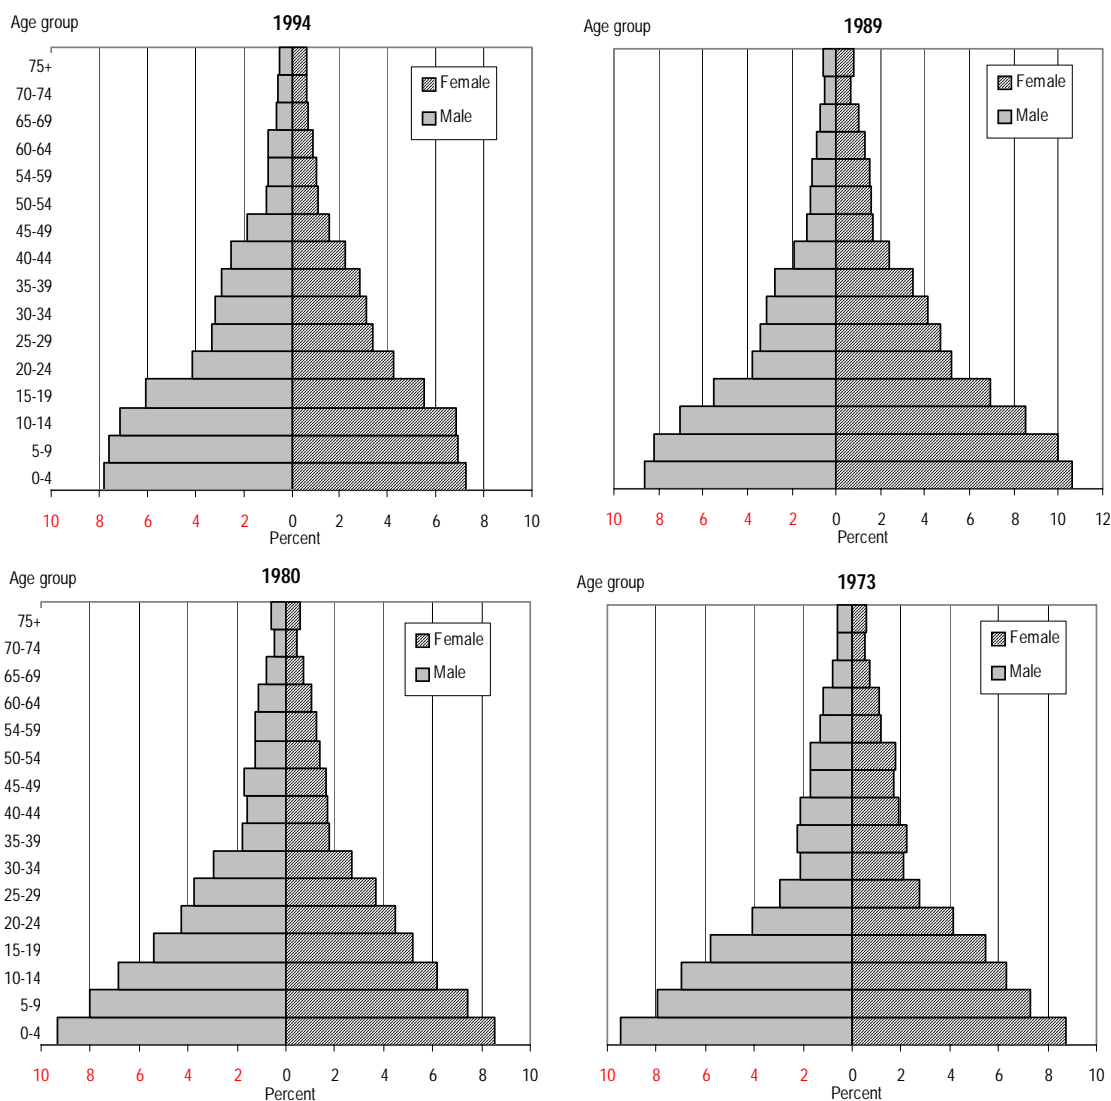 Age group
1994
75+
70-74
65-69
60-64
54-59
50-54
45-49
40-44
35-39
30-34
25-29
20-24
15-19
10-14
5-9
0-4
Female
Male
10 8 6 4 2 0 2 4 6 8 10
Percent
Age group
1989
Female
Male
10 8 6 4 2 0 2 4 6 8 10 12
Percent
Age group
1980
75+
70-74
65-69
60-64
54-59
50-54
45-49
40-44
35-39
30-34
25-29
20-24
15-19
10-14
5-9
0-4
Female
Male
10 8 6 4 2 0 2 4 6 8 10
Percent
Age group
1973
Female
Male
10 8 6 4 2 0 2 4 6 8 10
Percent